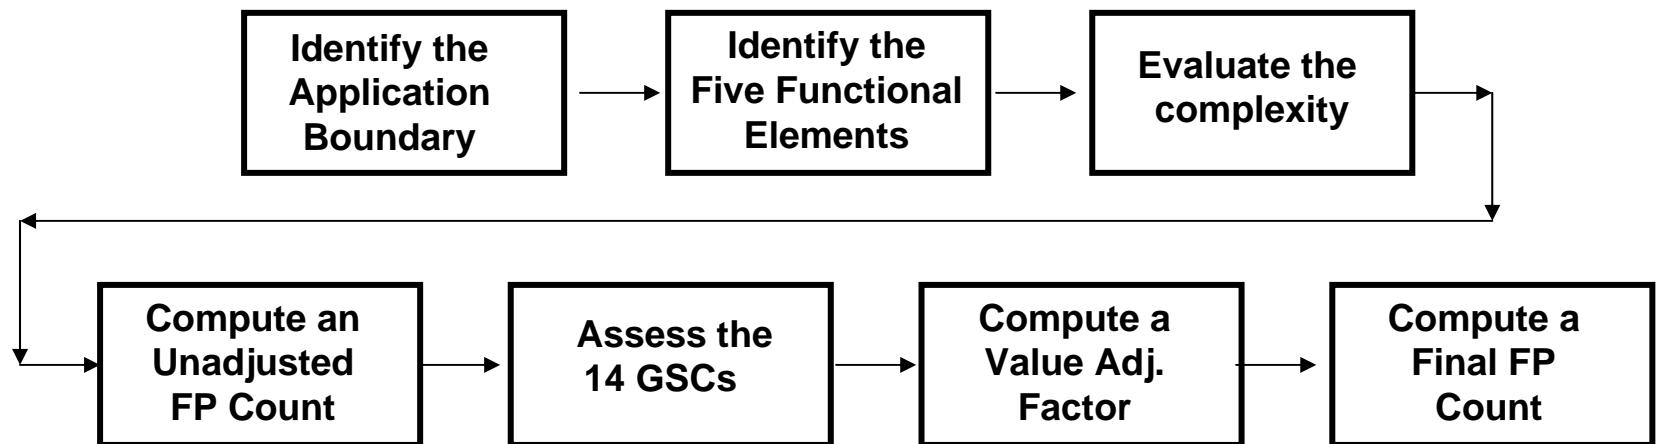 Identify the
Application
Boundary
Identify the
Five Functional
Elements
Evaluate the
complexity
Compute an
Unadjusted
FP Count
Assess the
14 GSCs
Compute a
Value Adj.
Factor
Compute a
Final FP
Count